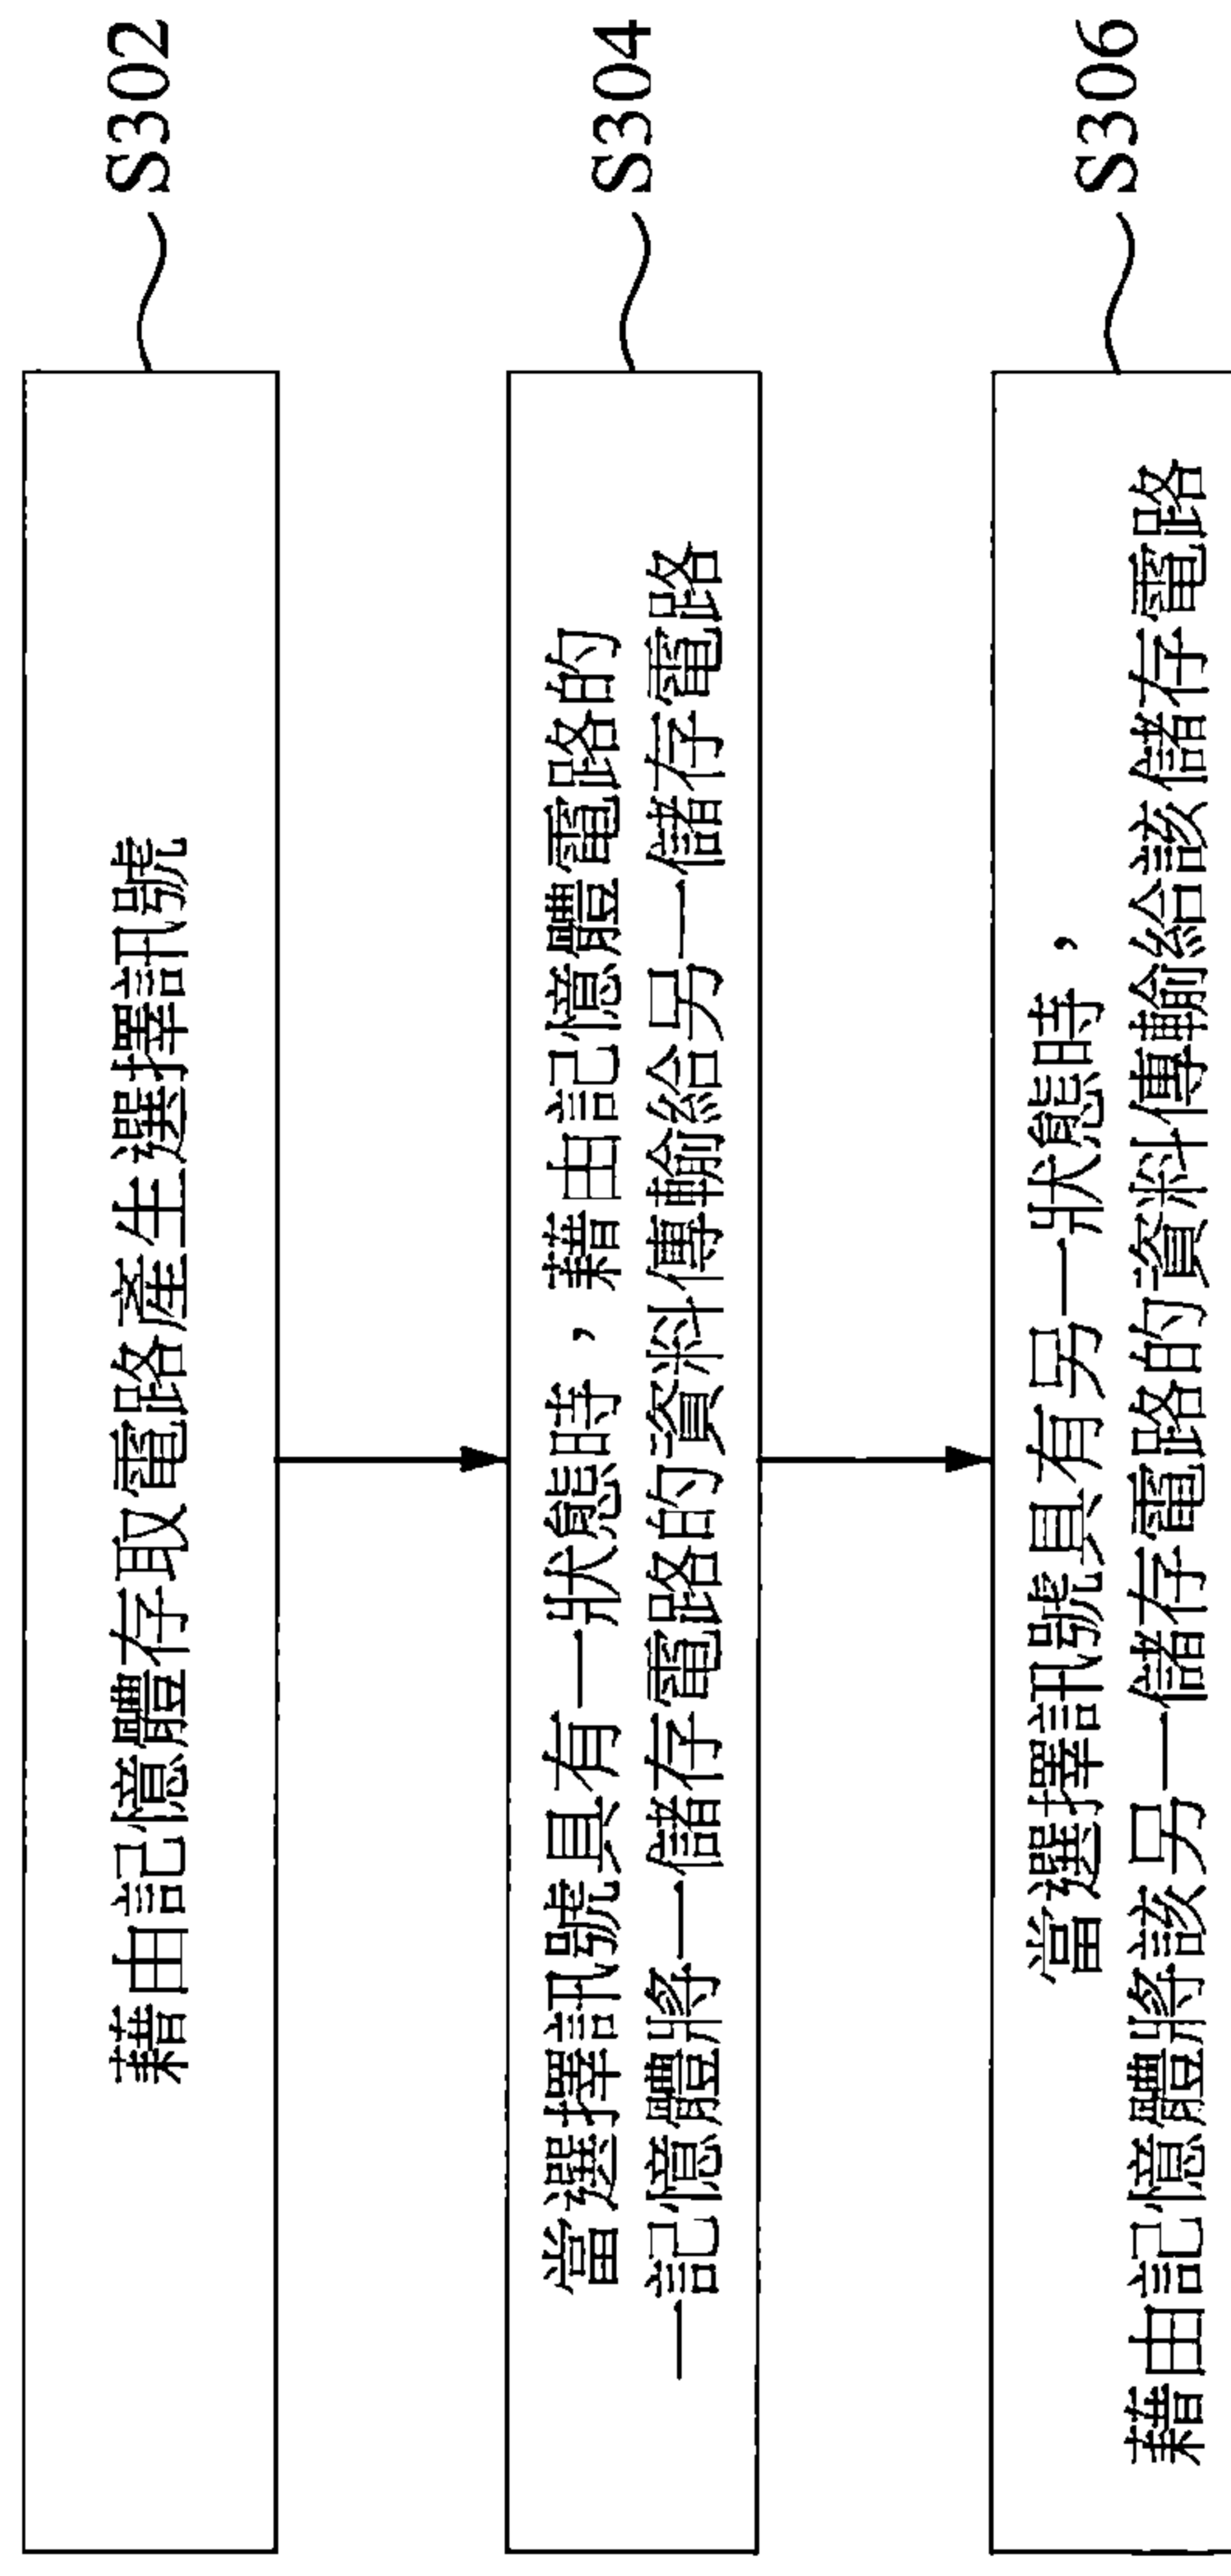 藉由記憶體存取電路產生選擇訊號
S302
當選擇訊號具有一狀態時，藉由記憶體電路的
一記憶體將一儲存電路的資料傳輸給另一儲存電路
S304
當選擇訊號具有另一狀態時，
藉由記憶體將該另一儲存電路的資料傳輸給該儲存電路
S306